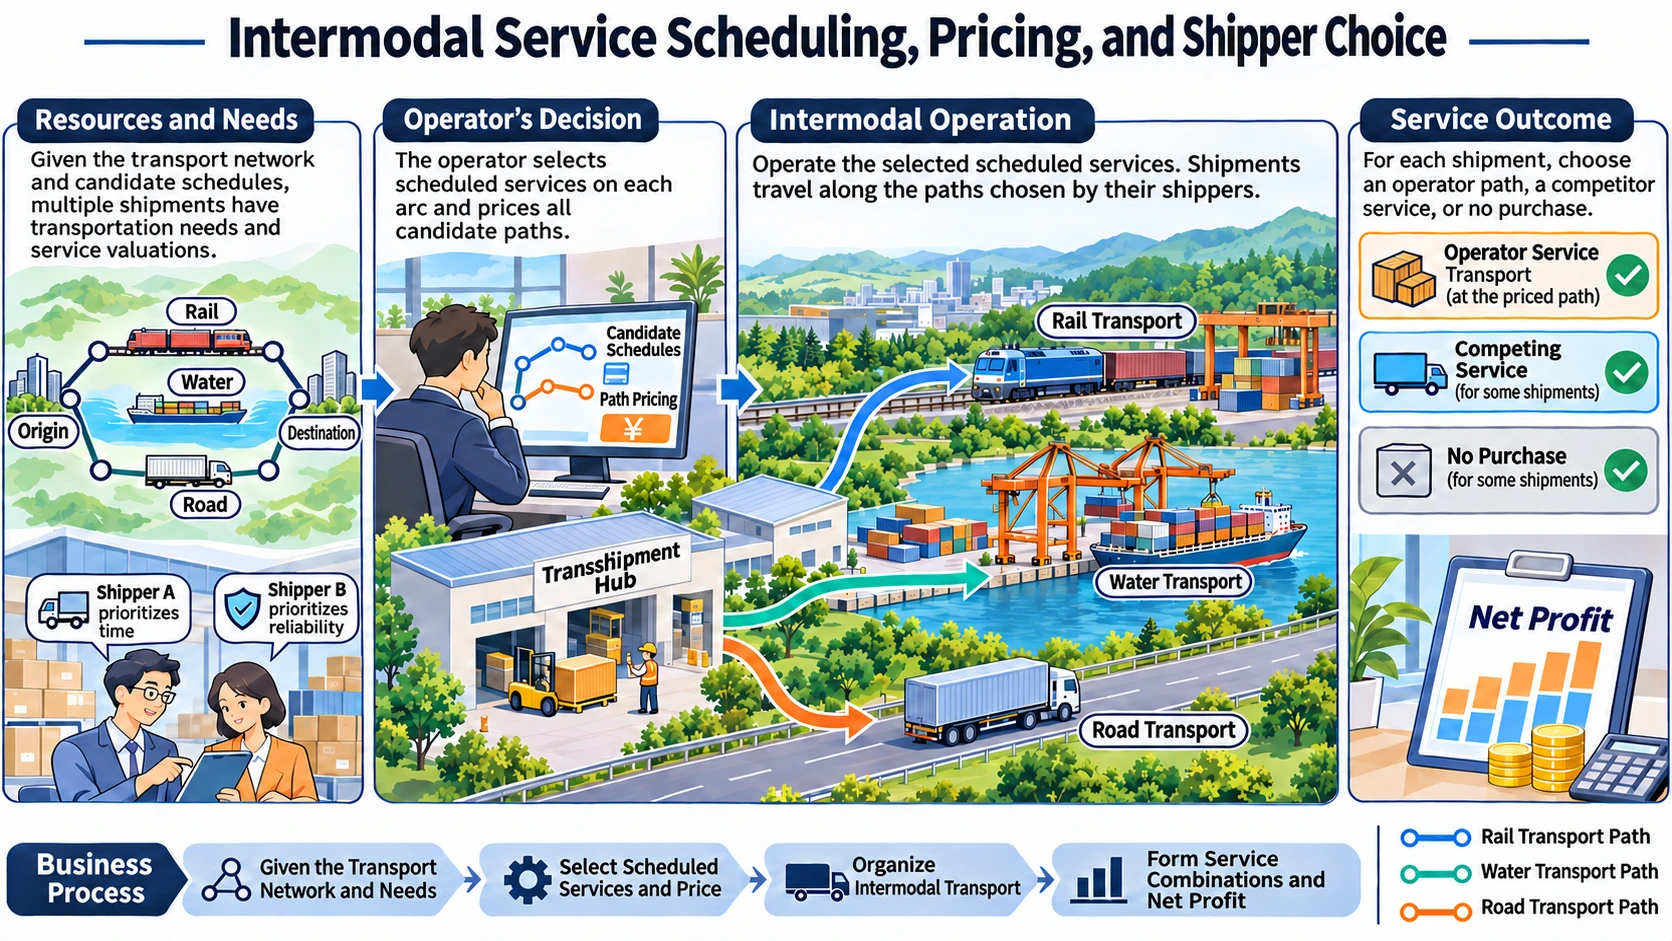 Intermodal Service Scheduling, Pricing, and Shipper Choice
Resources and Needs
Given the transport network
and candidate schedules,
multiple shipments have
transportation needs and
service valuations.
Rail
Water
Origin
Destination
Road
Shipper A
prioritizes
time
Shipper B
prioritizes
reliability
Operator's Decision
The operator selects
scheduled services on each
arc and prices all
candidate paths.
Candidate
Schedules
Path Pricing
¥
Intermodal Operation
Operate the selected scheduled services. Shipments
travel along the paths chosen by their shippers.
Rail Transport
Transshipment
Hub
Water Transport
Road Transport
Service Outcome
For each shipment, choose
an operator path, a competitor
service, or no purchase.
Operator Service
Transport
(at the priced path)
Competing
Service
(for some shipments)
No Purchase
(for some shipments)
Net Profit
Business
Process
Given the Transport
Network and Needs
Select Scheduled
Services and Price
Organize
Intermodal Transport
Form Service
Combinations and
Net Profit
Rail Transport Path
Water Transport Path
Road Transport Path